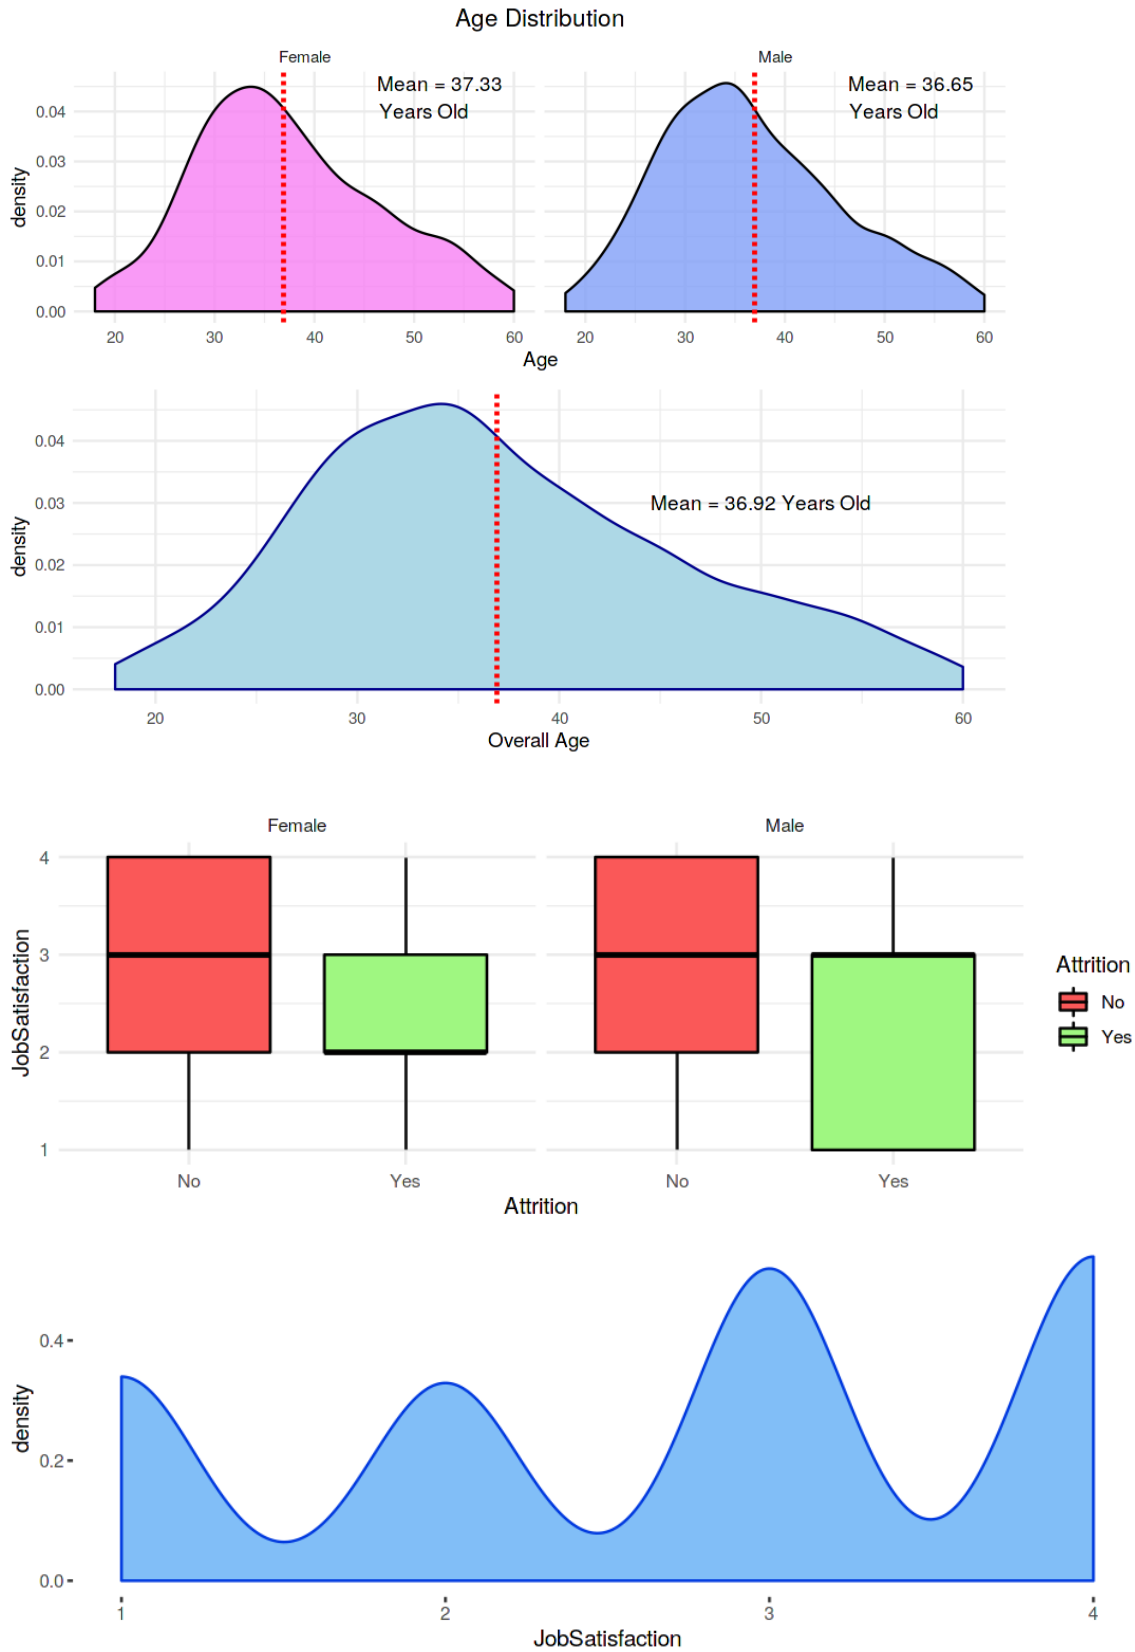 Age Distribution
Female
Male
Mean = 37.33
Years Old
Mean = 36.65
Years Old
density
0.04
0.03
0.02
0.01
0.00
20 30 40 50 60
20 30 40 50 60
Age
density
0.04
0.03
0.02
0.01
0.00
Mean = 36.92 Years Old
20 30 40 50 60
Overall Age
Female
Male
JobSatisfaction
4
3
2
1
No Yes
No Yes
Attrition
Attrition
No
Yes
density
0.4
0.2
0.0
1 2 3 4
JobSatisfaction